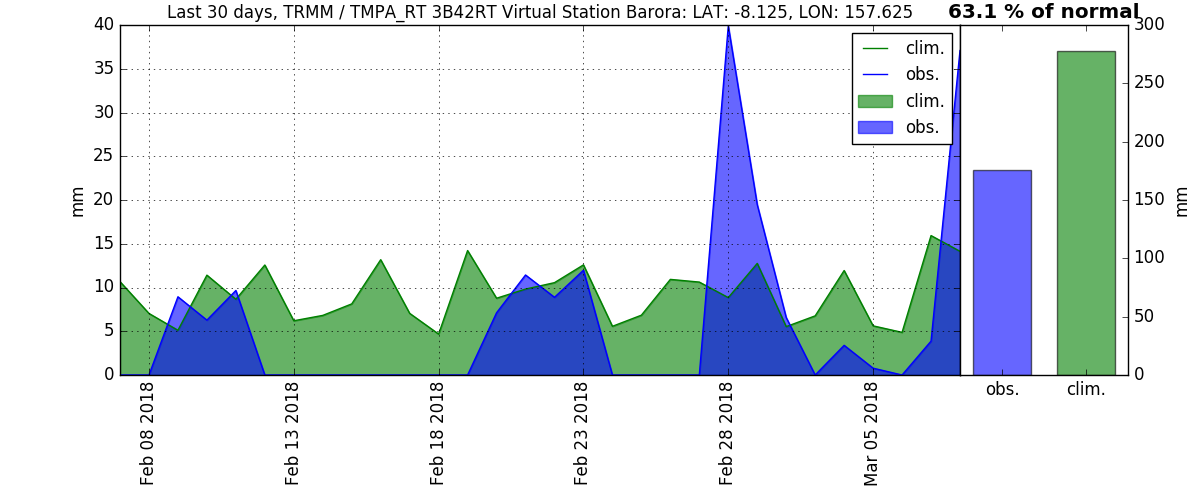 Last 30 days, TRMM / TMPA_RT 3B42RT Virtual Station Barora: LAT: -8.125, LON: 157.625
63.1 % of normal
40
35
30
25
20
15
10
5
0
mm
clim.
obs.
clim.
obs.
Feb 08 2018
Feb 13 2018
Feb 18 2018
Feb 23 2018
Feb 28 2018
Mar 05 2018
300
250
200
150
100
50
0
mm
obs.
clim.